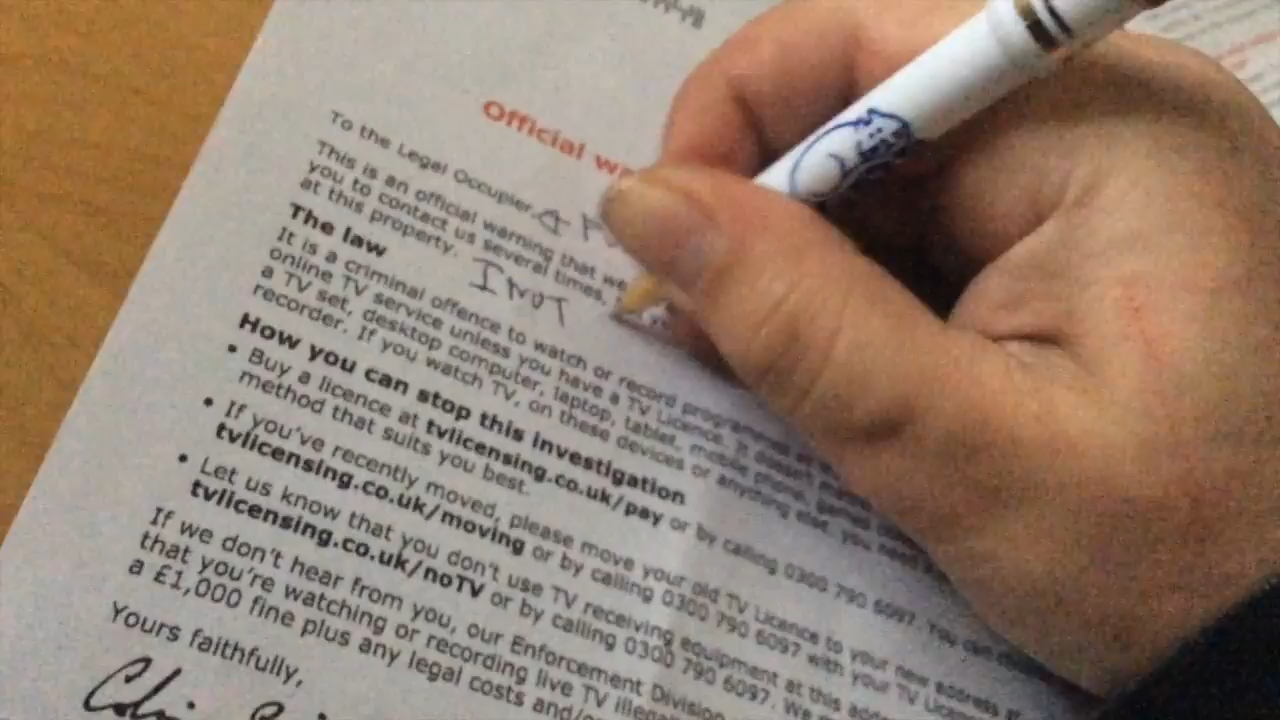 Official
To the Legal Occupier,
This is an official warning that we
you to contact us several times,
at this property.
I NOT
The law
It is a criminal offence to watch or record programmes
online TV service unless you have a TV Licence. It doesn't
a TV set, desktop computer, laptop, tablet, mobile phone,
recorder. If you watch TV, on these devices or anything else, you need
How you can stop this investigation
• Buy a licence at tvlicensing.co.uk/pay or by calling 0300 790 6097. You can
method that suits you best.
• If you've recently moved, please move your old TV Licence to your new address
tvlicensing.co.uk/moving or by calling 0300 790 6097 with your TV Licence
• Let us know that you don't use TV receiving equipment at this
tvlicensing.co.uk/noTV or by calling 0300 790 6097. We
If we don't hear from you, our Enforcement Division
that you're watching or recording live TV illegally
a £1,000 fine plus any legal costs and/or
Yours faithfully,
Colin